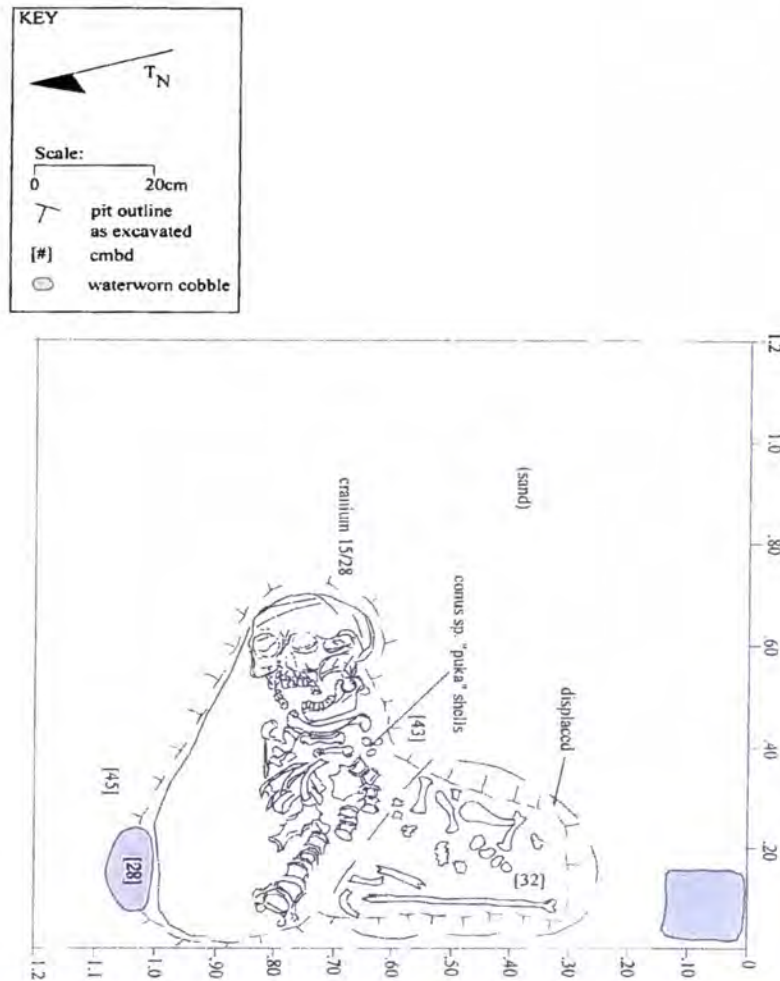 KEY
T N
Scale:
0 20cm
pit outline
as excavated
[#] cmbd
waterworn cobble
(sand)
cranium 15/28
conus sp. "puka" shells
displaced
[43]
[45]
[28]
[32]
1.2
1.0
.80
.60
.40
.20
1.2
1.1
1.0
.90
.80
.70
.60
.50
.40
.30
.20
.10
0